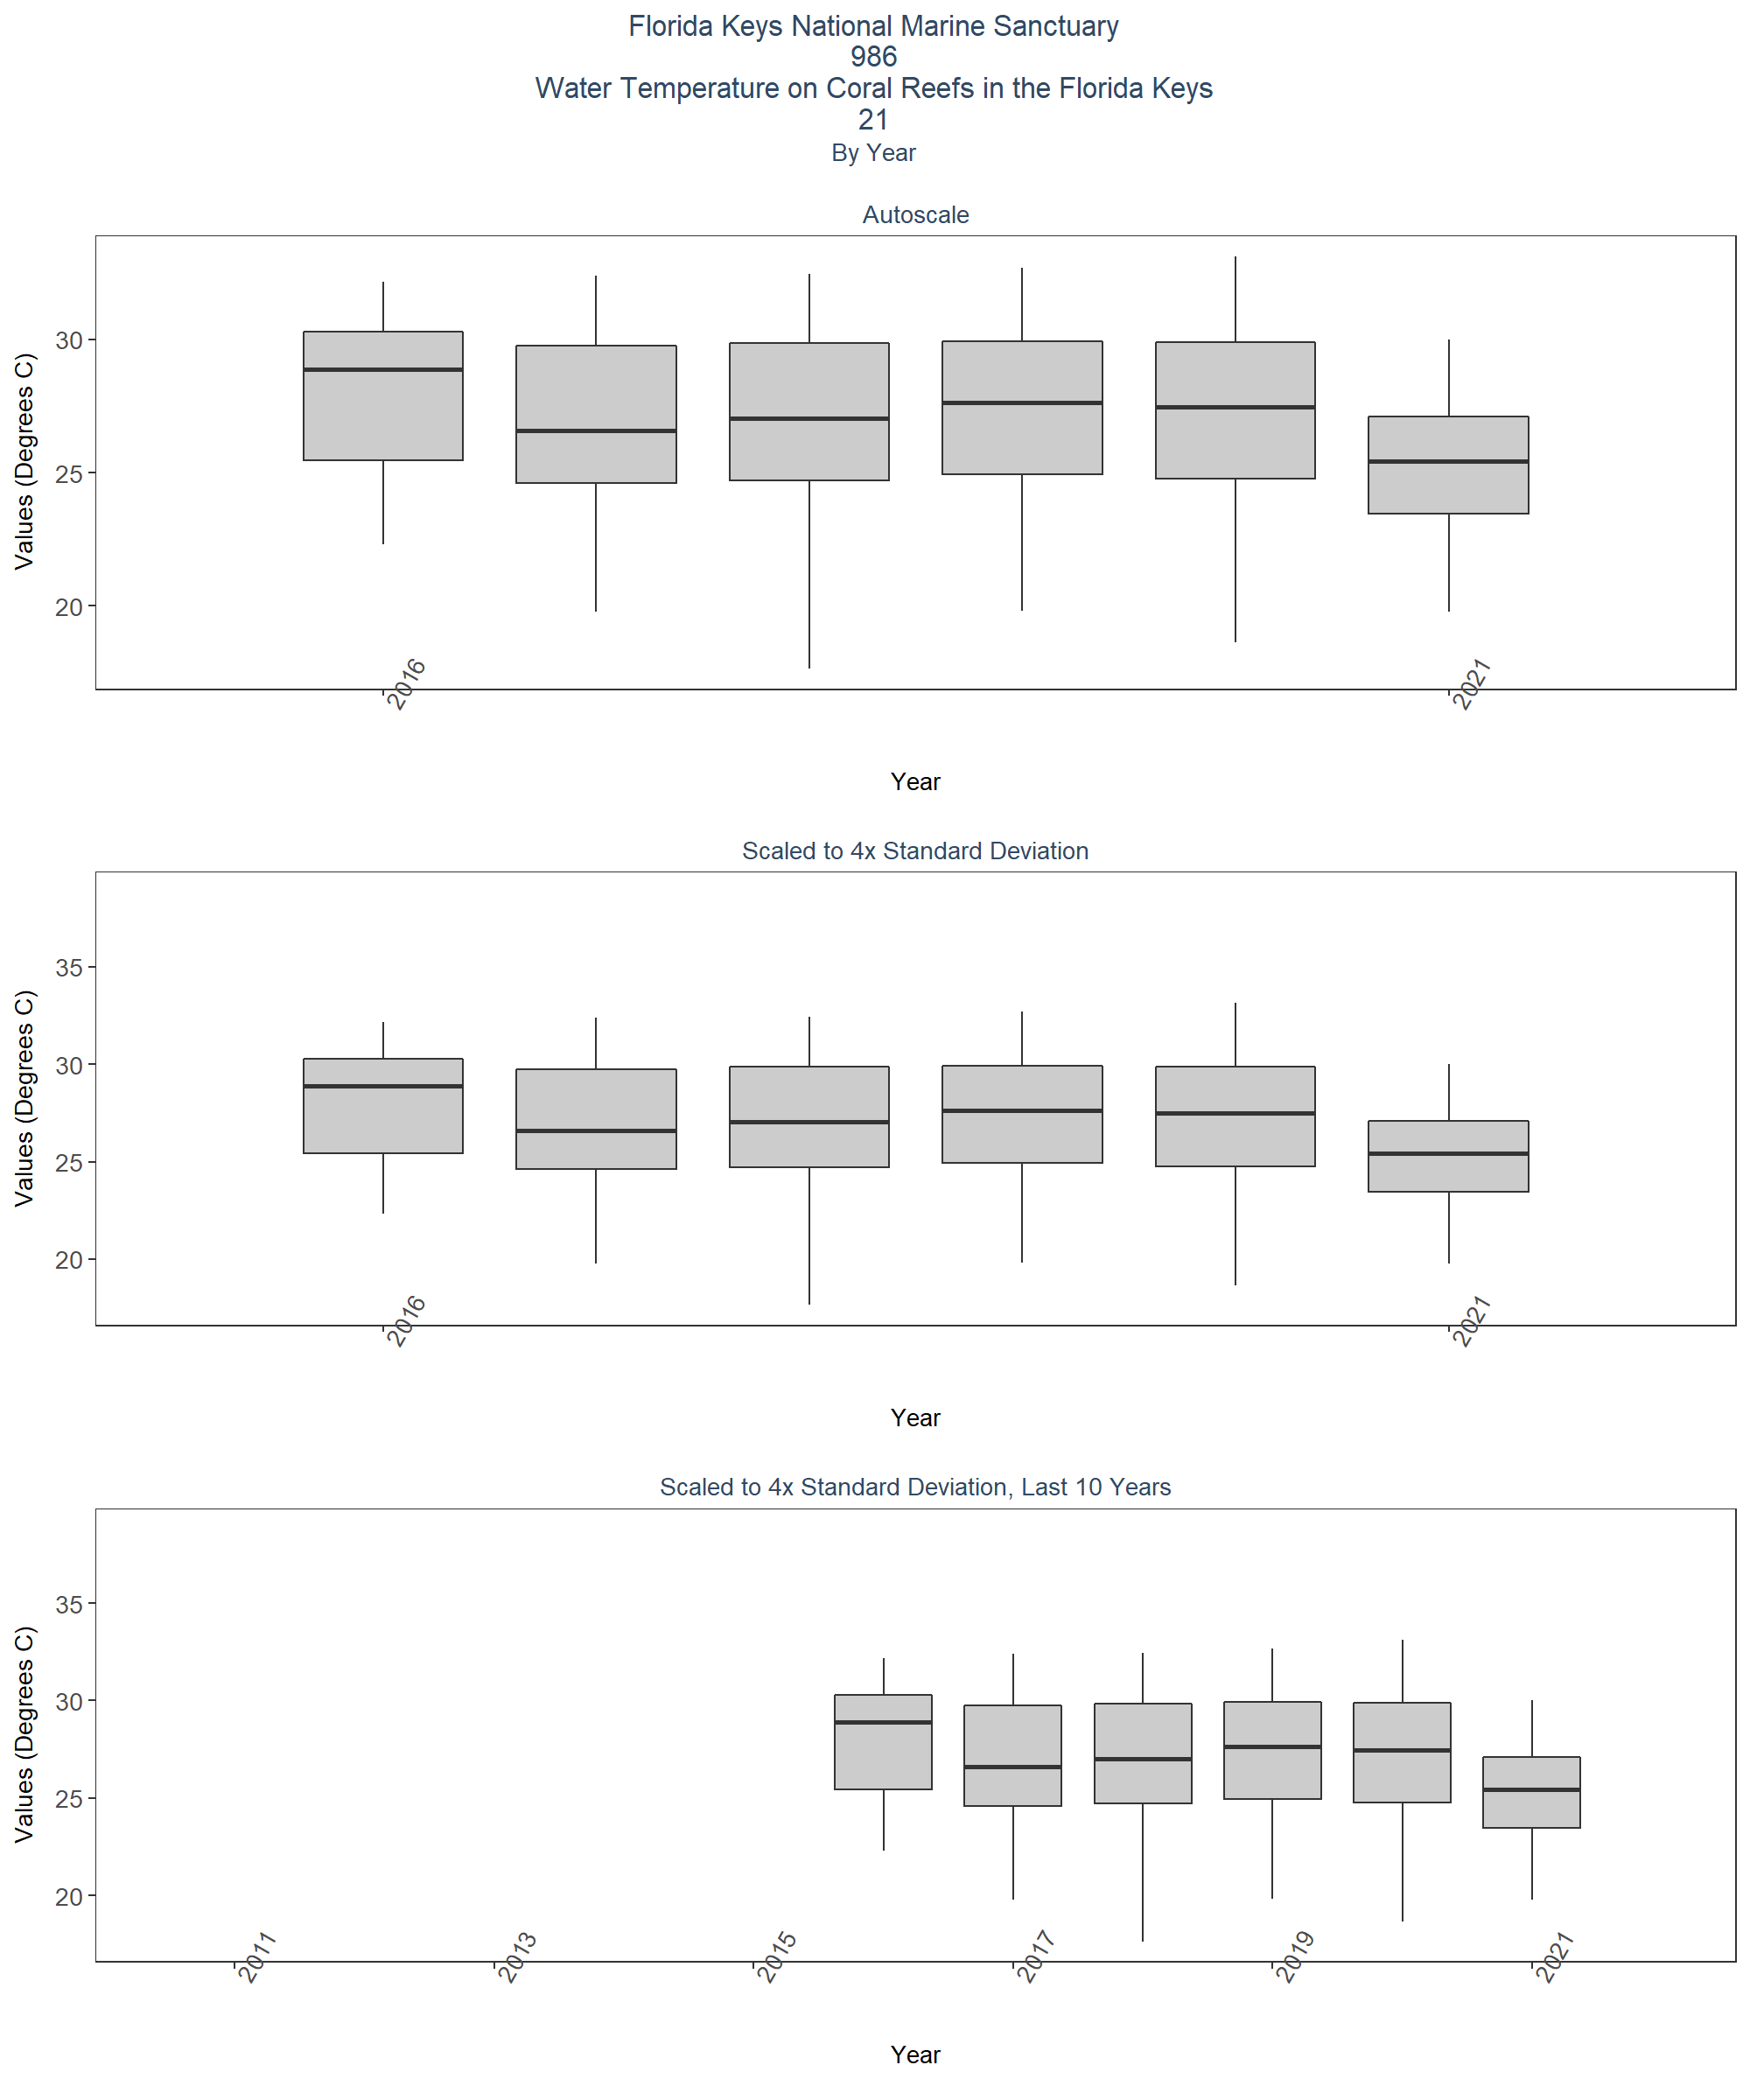 Florida Keys National Marine Sanctuary
986
Water Temperature on Coral Reefs in the Florida Keys
21
By Year
Autoscale
Values (Degrees C)
30
25
20
2016
2021
Year
Scaled to 4x Standard Deviation
Values (Degrees C)
35
30
25
20
2016
2021
Year
Scaled to 4x Standard Deviation, Last 10 Years
Values (Degrees C)
35
30
25
20
2011
2013
2015
2017
2019
2021
Year